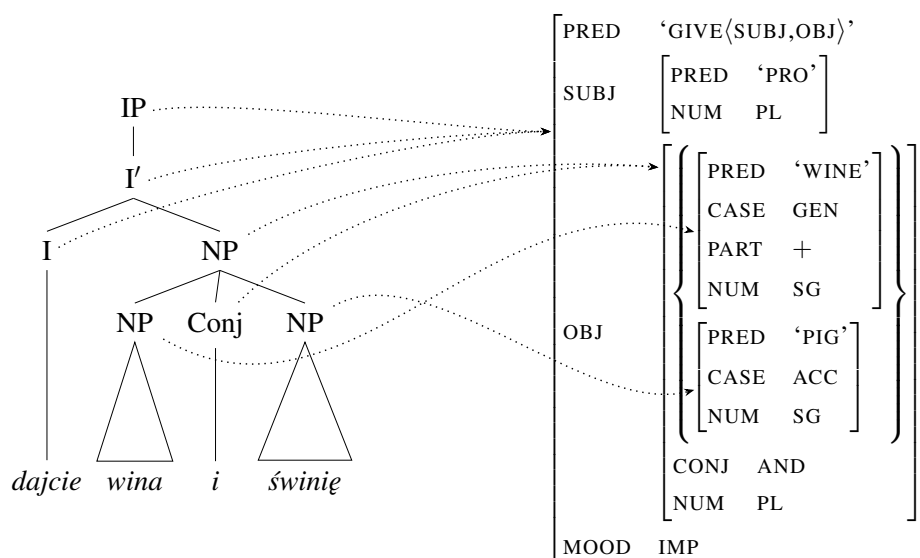 IP
I′
I NP
NP Conj NP
dajcie wina i świnię
PRED ‘GIVE⟨SUBJ,OBJ⟩’
SUBJ
PRED ‘PRO’
NUM PL
OBJ
PRED ‘WINE’
CASE GEN
PART +
NUM SG
PRED ‘PIG’
CASE ACC
NUM SG
CONJ AND
NUM PL
MOOD IMP